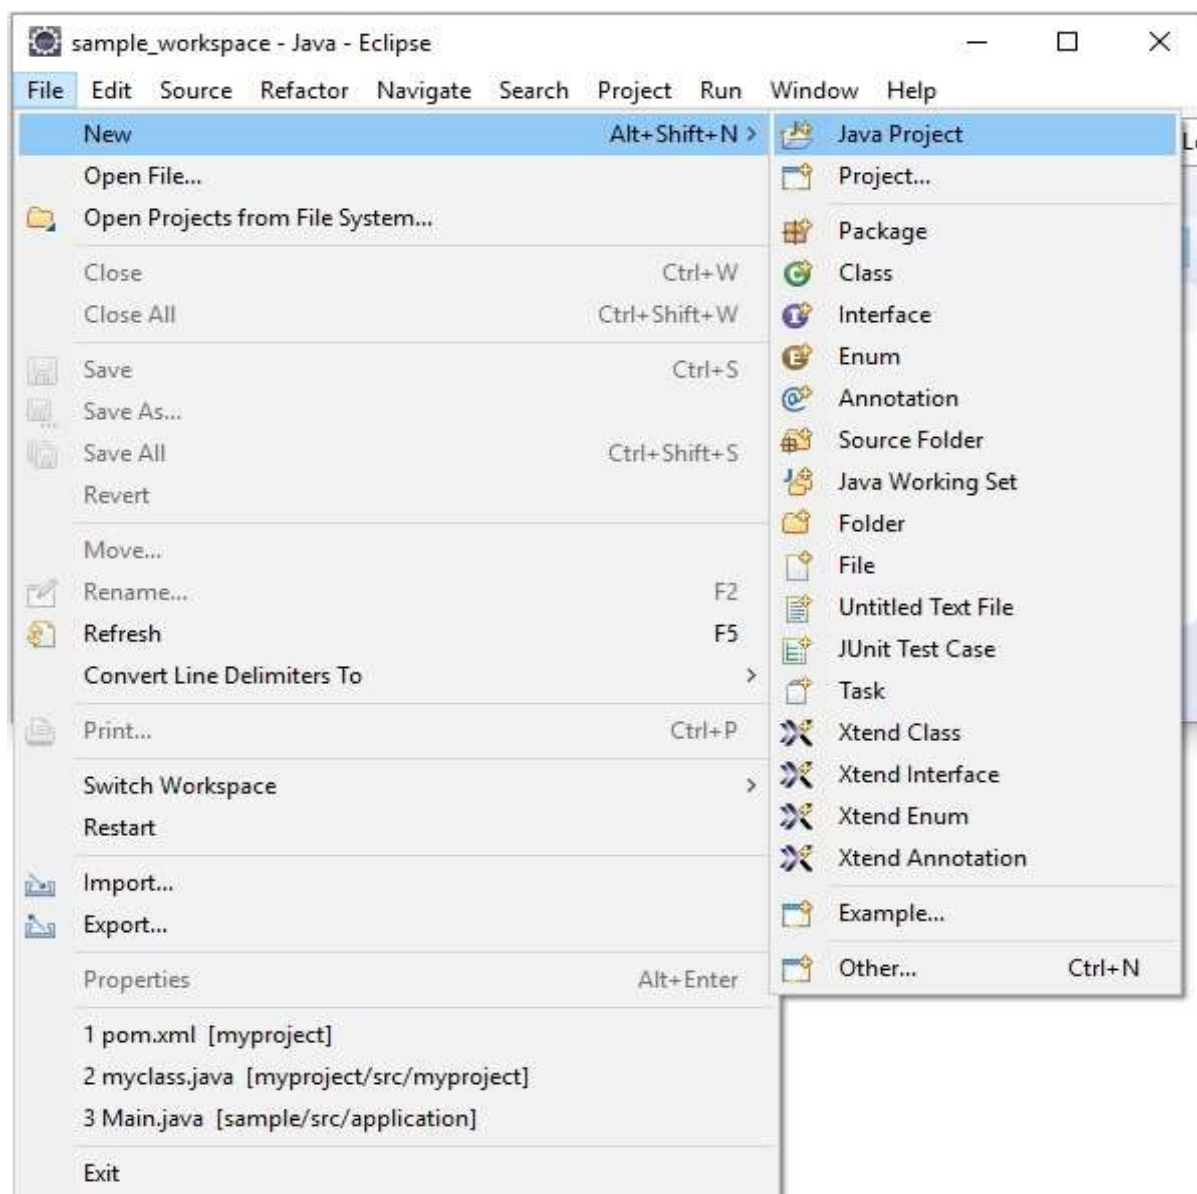 sample_workspace - Java - Eclipse
File Edit Source Refactor Navigate Search Project Run Window Help
New Alt+Shift+N >
Open File...
Open Projects from File System...
Close Ctrl+W
Close All Ctrl+Shift+W
Save Ctrl+S
Save As...
Save All Ctrl+Shift+S
Revert
Move...
Rename... F2
Refresh F5
Convert Line Delimiters To >
Print... Ctrl+P
Switch Workspace >
Restart
Import...
Export...
Properties Alt+Enter
1 pom.xml [myproject]
2 myclass.java [myproject/src/myproject]
3 Main.java [sample/src/application]
Exit
Java Project
Project...
Package
Class
Interface
Enum
Annotation
Source Folder
Java Working Set
Folder
File
Untitled Text File
JUnit Test Case
Task
Xtend Class
Xtend Interface
Xtend Enum
Xtend Annotation
Example...
Other... Ctrl+N